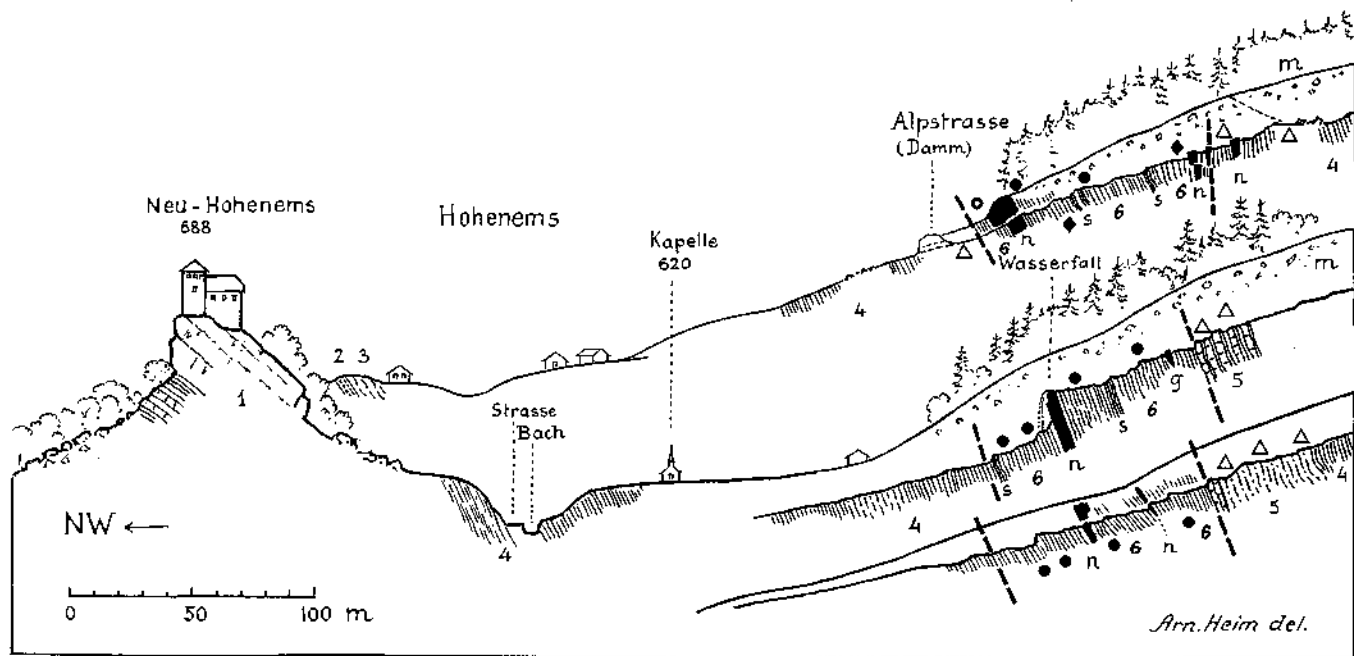 m
Alpstrasse
(Damm)
4
Neu-Hohenems
688
Hohenems
Kapelle
620
6 n s 6 s 6 n n
Wasserfall
m
4
2 3
1
Strasse
Bach
s 6 n s 6 g 5
4
NW ←
4
n 6 n 6 5 4
0 50 100 m
Arn. Heim del.